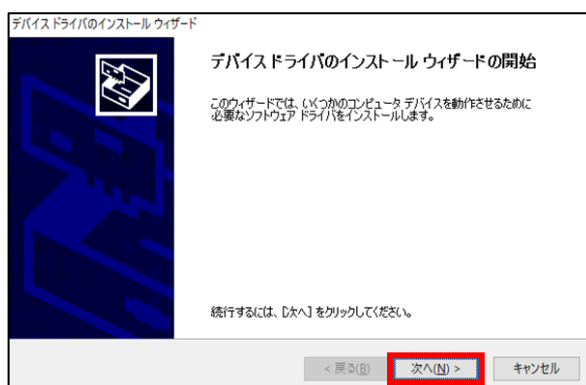 デバイス ドライバのインストール ウィザード
デバイス ドライバのインストール ウィザードの開始
このウィザードでは、いくつかのコンピュータ デバイスを動作させるために
必要なソフトウェア ドライバをインストールします。
続行するには、[次へ] をクリックしてください。
< 戻る(B)
次へ(N) >
キャンセル